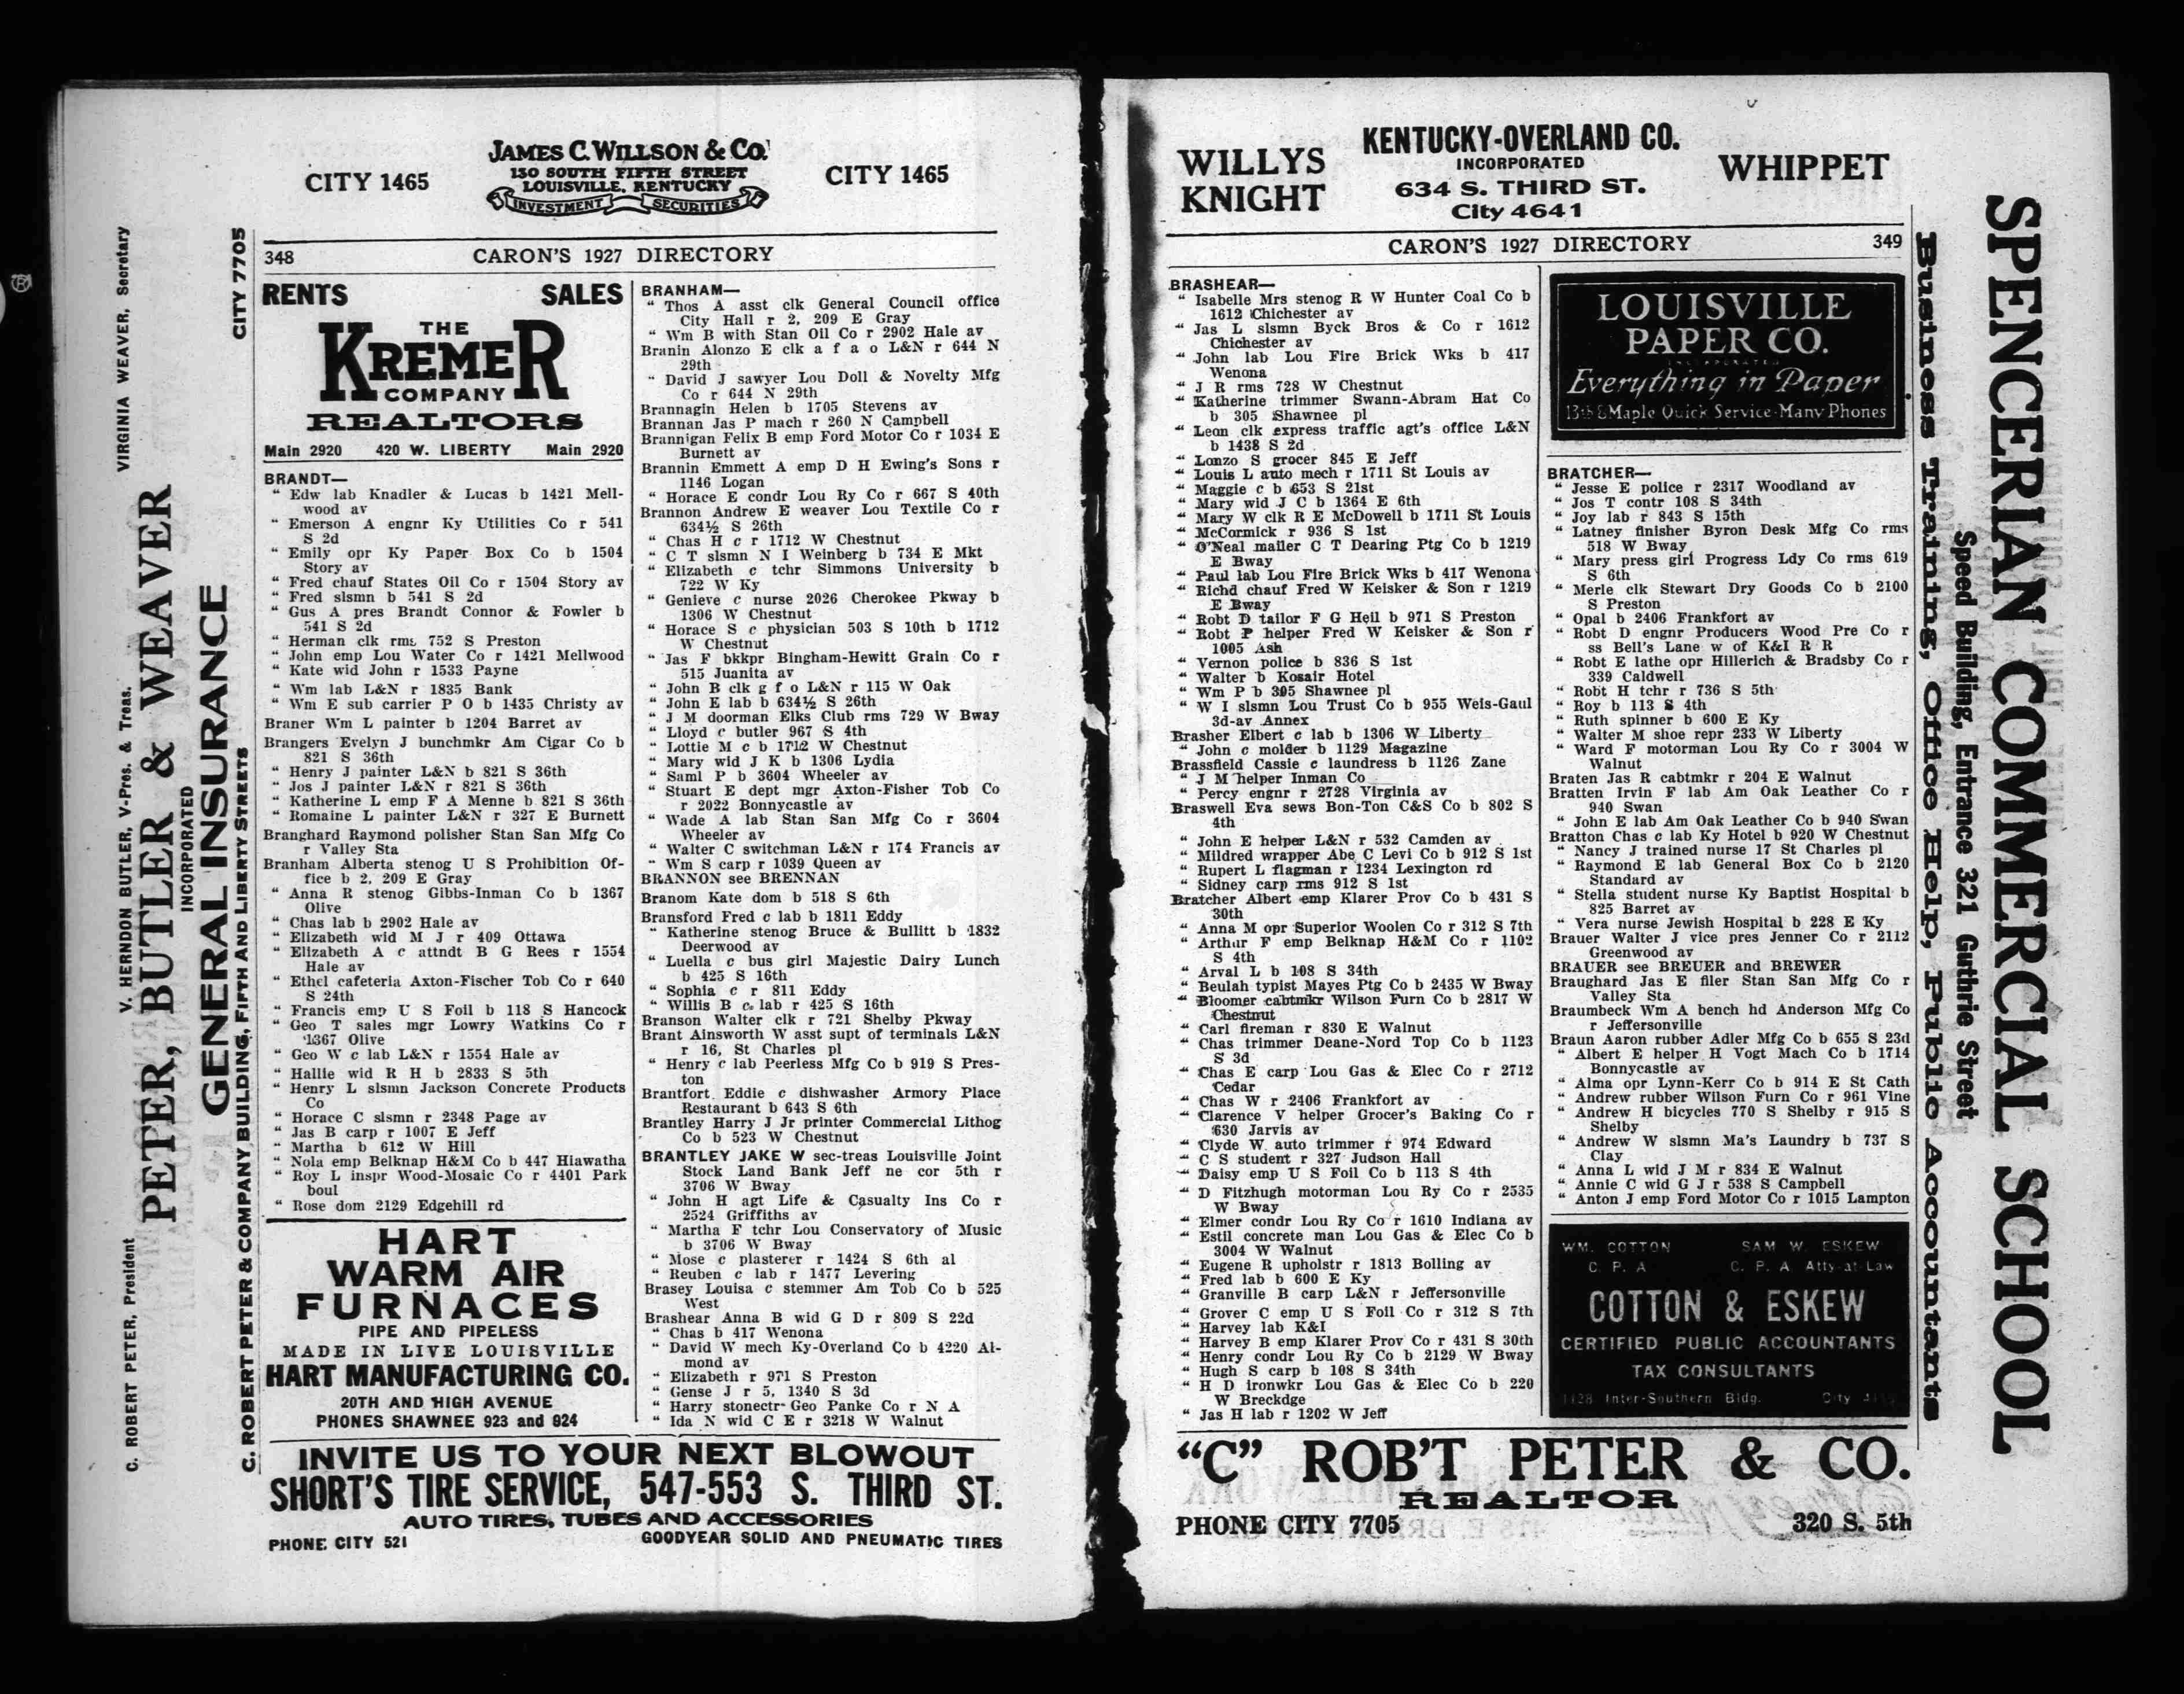 CITY 1465
JAMES C. WILLSON & CO.
130 SOUTH FIFTH STREET
LOUISVILLE, KENTUCKY
INVESTMENT SECURITIES
CITY 1465
348 CARON'S 1927 DIRECTORY
C. ROBERT PETER, President V. HERNDON BUTLER, V-Pres. & Treas. VIRGINIA WEAVER, Secretary
PETER, BUTLER & WEAVER
INCORPORATED
GENERAL INSURANCE
C. ROBERT PETER & COMPANY BUILDING, FIFTH AND LIBERTY STREETS CITY 7705
RENTS SALES
THE
KREMER
COMPANY
REALTORS
Main 2920 420 W. LIBERTY Main 2920
BRANDT—
" Edw lab Knadler & Lucas b 1421 Mell-
wood av
" Emerson A engnr Ky Utilities Co r 541
S 2d
" Emily opr Ky Paper Box Co b 1504
Story av
" Fred chauf States Oil Co r 1504 Story av
" Fred slsmn b 541 S 2d
" Gus A pres Brandt Connor & Fowler b
541 S 2d
" Herman clk rms 752 S Preston
" John emp Lou Water Co r 1421 Mellwood
" Kate wid John r 1533 Payne
" Wm lab L&N r 1835 Bank
" Wm E sub carrier P O b 1435 Christy av
Braner Wm L painter b 1204 Barret av
Brangers Evelyn J bunchmkr Am Cigar Co b
821 S 36th
" Henry J painter L&N b 821 S 36th
" Jos J painter L&N r 821 S 36th
" Katherine L emp F A Menne b 821 S 36th
" Romaine L painter L&N r 327 E Burnett
Branghard Raymond polisher Stan San Mfg Co
r Valley Sta
Branham Alberta stenog U S Prohibition Of-
fice b 2, 209 E Gray
" Anna R stenog Gibbs-Inman Co b 1367
Olive
" Chas lab b 2902 Hale av
" Elizabeth wid M J r 409 Ottawa
" Elizabeth A c attndt B G Rees r 1554
Hale av
" Ethel cafeteria Axton-Fischer Tob Co r 640
S 24th
" Francis emp U S Foil b 118 S Hancock
" Geo T sales mgr Lowry Watkins Co r
1367 Olive
" Geo W c lab L&N r 1554 Hale av
" Hallie wid R H b 2833 S 5th
" Henry L slsmn Jackson Concrete Products
Co
" Horace C slsmn r 2348 Page av
" Jas B carp r 1007 E Jeff
" Martha b 612 W Hill
" Nola emp Belknap H&M Co b 447 Hiawatha
" Roy L inspr Wood-Mosaic Co r 4401 Park
boul
" Rose dom 2129 Edgehill rd
HART
WARM AIR
FURNACES
PIPE AND PIPELESS
MADE IN LIVE LOUISVILLE
HART MANUFACTURING CO.
20TH AND HIGH AVENUE
PHONES SHAWNEE 923 and 924
BRANHAM—
" Thos A asst clk General Council office
City Hall r 2, 209 E Gray
" Wm B with Stan Oil Co r 2902 Hale av
Branin Alonzo E clk a f a o L&N r 644 N
29th
" David J sawyer Lou Doll & Novelty Mfg
Co r 644 N 29th
Brannagin Helen b 1705 Stevens av
Brannan Jas P mach r 260 N Campbell
Brannigan Felix B emp Ford Motor Co r 1034 E
Burnett av
Brannin Emmett A emp D H Ewing's Sons r
1146 Logan
" Horace E condr Lou Ry Co r 667 S 40th
Brannon Andrew E weaver Lou Textile Co r
634½ S 26th
" Chas H c r 1712 W Chestnut
" C T slsmn N I Weinberg b 734 E Mkt
" Elizabeth c tchr Simmons University b
722 W Ky
" Genieve c nurse 2026 Cherokee Pkway b
1306 W Chestnut
" Horace S c physician 503 S 10th b 1712
W Chestnut
" Jas F bkkpr Bingham-Hewitt Grain Co r
515 Juanita av
" John B clk g f o L&N r 115 W Oak
" John E lab b 634½ S 26th
" J M doorman Elks Club rms 729 W Bway
" Lloyd c butler 967 S 4th
" Lottie M c b 1712 W Chestnut
" Mary wid J K b 1306 Lydia
" Saml P b 3604 Wheeler av
" Stuart E dept mgr Axton-Fisher Tob Co
r 2022 Bonnycastle av
" Wade A lab Stan San Mfg Co r 3604
Wheeler av
" Walter C switchman L&N r 174 Francis av
" Wm S carp r 1039 Queen av
BRANNON see BRENNAN
Branom Kate dom b 518 S 6th
Bransford Fred c lab b 1811 Eddy
" Katherine stenog Bruce & Bullitt b 1832
Deerwood av
" Luella c bus girl Majestic Dairy Lunch
b 425 S 16th
" Sophia c r 811 Eddy
" Willis B c lab r 425 S 16th
Branson Walter clk r 721 Shelby Pkway
Brant Ainsworth W asst supt of terminals L&N
r 16, St Charles pl
" Henry c lab Peerless Mfg Co b 919 S Pres-
ton
Brantfort Eddie c dishwasher Armory Place
Restaurant b 643 S 6th
Brantley Harry J Jr printer Commercial Lithog
Co b 523 W Chestnut
BRANTLEY JAKE W sec-treas Louisville Joint
Stock Land Bank Jeff ne cor 5th r
3706 W Bway
" John H agt Life & Casualty Ins Co r
2524 Griffiths av
" Martha F tchr Lou Conservatory of Music
b 3706 W Bway
" Mose c plasterer r 1424 S 6th al
" Reuben c lab r 1477 Levering
Brasey Louisa c stemmer Am Tob Co b 525
West
Brashear Anna B wid G D r 809 S 22d
" Chas b 417 Wenona
" David W mech Ky-Overland Co b 4220 Al-
mond av
" Elizabeth r 971 S Preston
" Gense J r 5, 1340 S 3d
" Harry stonectr Geo Panke Co r N A
" Ida N wid C E r 3218 W Walnut
INVITE US TO YOUR NEXT BLOWOUT
SHORT'S TIRE SERVICE, 547-553 S. THIRD ST.
AUTO TIRES, TUBES AND ACCESSORIES
PHONE CITY 521 GOODYEAR SOLID AND PNEUMATIC TIRES
WILLYS
KNIGHT
KENTUCKY-OVERLAND CO.
INCORPORATED
634 S. THIRD ST.
City 4641
WHIPPET
CARON'S 1927 DIRECTORY 349
BRASHEAR—
" Isabelle Mrs stenog R W Hunter Coal Co b
1612 Chichester av
" Jas L slsmn Byck Bros & Co r 1612
Chichester av
" John lab Lou Fire Brick Wks b 417
Wenona
" J R rms 728 W Chestnut
" Katherine trimmer Swann-Abram Hat Co
b 305 Shawnee pl
" Leon clk express traffic agt's office L&N
b 1438 S 2d
" Lonzo S grocer 845 E Jeff
" Louis L auto mech r 1711 St Louis av
" Maggie c b 653 S 21st
" Mary wid J C b 1364 E 6th
" Mary W clk R E McDowell b 1711 St Louis
" McCormick r 936 S 1st
" O'Neal mailer C T Dearing Ptg Co b 1219
E Bway
" Paul lab Lou Fire Brick Wks b 417 Wenona
" Richd chauf Fred W Keisker & Son r 1219
E Bway
" Robt D tailor F G Heil b 971 S Preston
" Robt P helper Fred W Keisker & Son r
1005 Ash
" Vernon police b 836 S 1st
" Walter b Kosair Hotel
" Wm P b 305 Shawnee pl
" W I slsmn Lou Trust Co b 955 Weis-Gaul
3d-av Annex
Brasher Elbert c lab b 1306 W Liberty
" John c molder b 1129 Magazine
Brassfield Cassie c laundress b 1126 Zane
" J M helper Inman Co
" Percy engnr r 2728 Virginia av
Braswell Eva sews Bon-Ton C&S Co b 802 S
4th
" John E helper L&N r 532 Camden av
" Mildred wrapper Abe C Levi Co b 912 S 1st
" Rupert L flagman r 1234 Lexington rd
" Sidney carp rms 912 S 1st
Bratcher Albert emp Klarer Prov Co b 431 S
30th
" Anna M opr Superior Woolen Co r 312 S 7th
" Arthur F emp Belknap H&M Co r 1102
S 4th
" Arval L b 108 S 34th
" Beulah typist Mayes Ptg Co b 2435 W Bway
" Bloomer cabtmkr Wilson Furn Co b 2817 W
Chestnut
" Carl fireman r 830 E Walnut
" Chas trimmer Deane-Nord Top Co b 1123
S 3d
" Chas E carp Lou Gas & Elec Co r 2712
Cedar
" Chas W r 2406 Frankfort av
" Clarence V helper Grocer's Baking Co r
630 Jarvis av
" Clyde W auto trimmer r 974 Edward
" C S student r 327 Judson Hall
" Daisy emp U S Foil Co b 113 S 4th
" D Fitzhugh motorman Lou Ry Co r 2535
W Bway
" Elmer condr Lou Ry Co r 1610 Indiana av
" Estil concrete man Lou Gas & Elec Co b
3004 W Walnut
" Eugene R upholstr r 1813 Bolling av
" Fred lab b 600 E Ky
" Granville B carp L&N r Jeffersonville
" Grover C emp U S Foil Co r 312 S 7th
" Harvey lab K&I
" Harvey B emp Klarer Prov Co r 431 S 30th
" Henry condr Lou Ry Co b 2129 W Bway
" Hugh S carp b 108 S 34th
" H D ironwkr Lou Gas & Elec Co b 220
W Breckdge
" Jas H lab r 1202 W Jeff
LOUISVILLE
PAPER CO.
INCORPORATED
Everything in Paper
13th & Maple Quick Service-Many Phones
BRATCHER—
" Jesse E police r 2317 Woodland av
" Jos T contr 108 S 34th
" Joy lab r 843 S 15th
" Latney finisher Byron Desk Mfg Co rms
518 W Bway
" Mary press girl Progress Ldy Co rms 619
S 6th
" Merle clk Stewart Dry Goods Co b 2100
S Preston
" Opal b 2406 Frankfort av
" Robt D engnr Producers Wood Pre Co r
ss Bell's Lane w of K&I R R
" Robt E lathe opr Hillerich & Bradsby Co r
339 Caldwell
" Robt H tchr r 736 S 5th
" Roy b 113 S 4th
" Ruth spinner b 600 E Ky
" Walter M shoe repr 233 W Liberty
" Ward F motorman Lou Ry Co r 3004 W
Walnut
Braten Jas R cabtmkr r 204 E Walnut
Bratten Irvin F lab Am Oak Leather Co r
940 Swan
" John E lab Am Oak Leather Co b 940 Swan
Bratton Chas c lab Ky Hotel b 920 W Chestnut
" Nancy J trained nurse 17 St Charles pl
" Raymond E lab General Box Co b 2120
Standard av
" Stella student nurse Ky Baptist Hospital b
825 Barret av
" Vera nurse Jewish Hospital b 228 E Ky
Brauer Walter J vice pres Jenner Co r 2112
Greenwood av
BRAUER see BREUER and BREWER
Braughard Jas E filer Stan San Mfg Co r
Valley Sta
Braumbeck Wm A bench hd Anderson Mfg Co
r Jeffersonville
Braun Aaron rubber Adler Mfg Co b 655 S 23d
" Albert E helper H Vogt Mach Co b 1714
Bonnycastle av
" Alma opr Lynn-Kerr Co b 914 E St Cath
" Andrew rubber Wilson Furn Co r 961 Vine
" Andrew H bicycles 770 S Shelby r 915 S
Shelby
" Andrew W slsmn Ma's Laundry b 737 S
Clay
" Anna L wid J M r 834 E Walnut
" Annie C wid G J r 538 S Campbell
" Anton J emp Ford Motor Co r 1015 Lampton
WM. COTTON SAM W. ESKEW
C. P. A C. P. A. Atty-at-Law
COTTON & ESKEW
CERTIFIED PUBLIC ACCOUNTANTS
TAX CONSULTANTS
1128 Inter-Southern Bldg. City
"C" ROB'T PETER & CO.
REALTOR
PHONE CITY 7705 320 S. 5th
Business Training, Office Help, Public Accountants
Speed Building, Entrance 321 Guthrie Street
SPENCERIAN COMMERCIAL SCHOOL